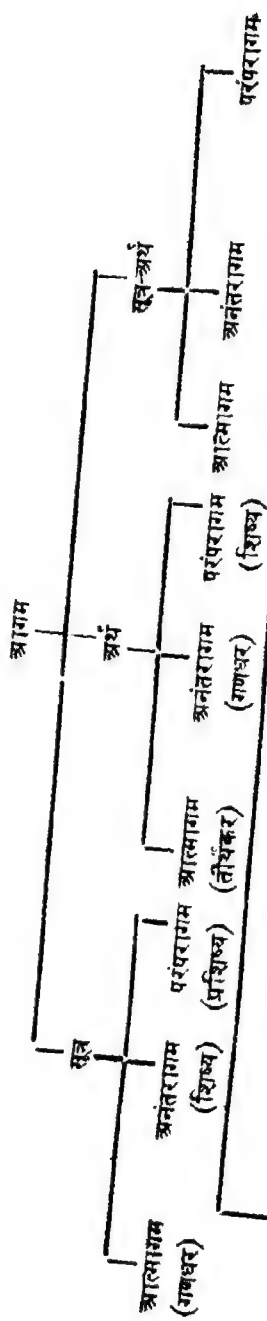 आगम
सूत्र अर्थ सूत्र-अर्थ
आत्मागम अनंतरागम परंपरागम आत्मागम अनंतरागम परंपरागम आत्मागम अनंतरागम परंपरागम
(गणधर) (शिष्य) (प्रशिष्य) (तीर्थंकर) (गणधर) (शिष्य)